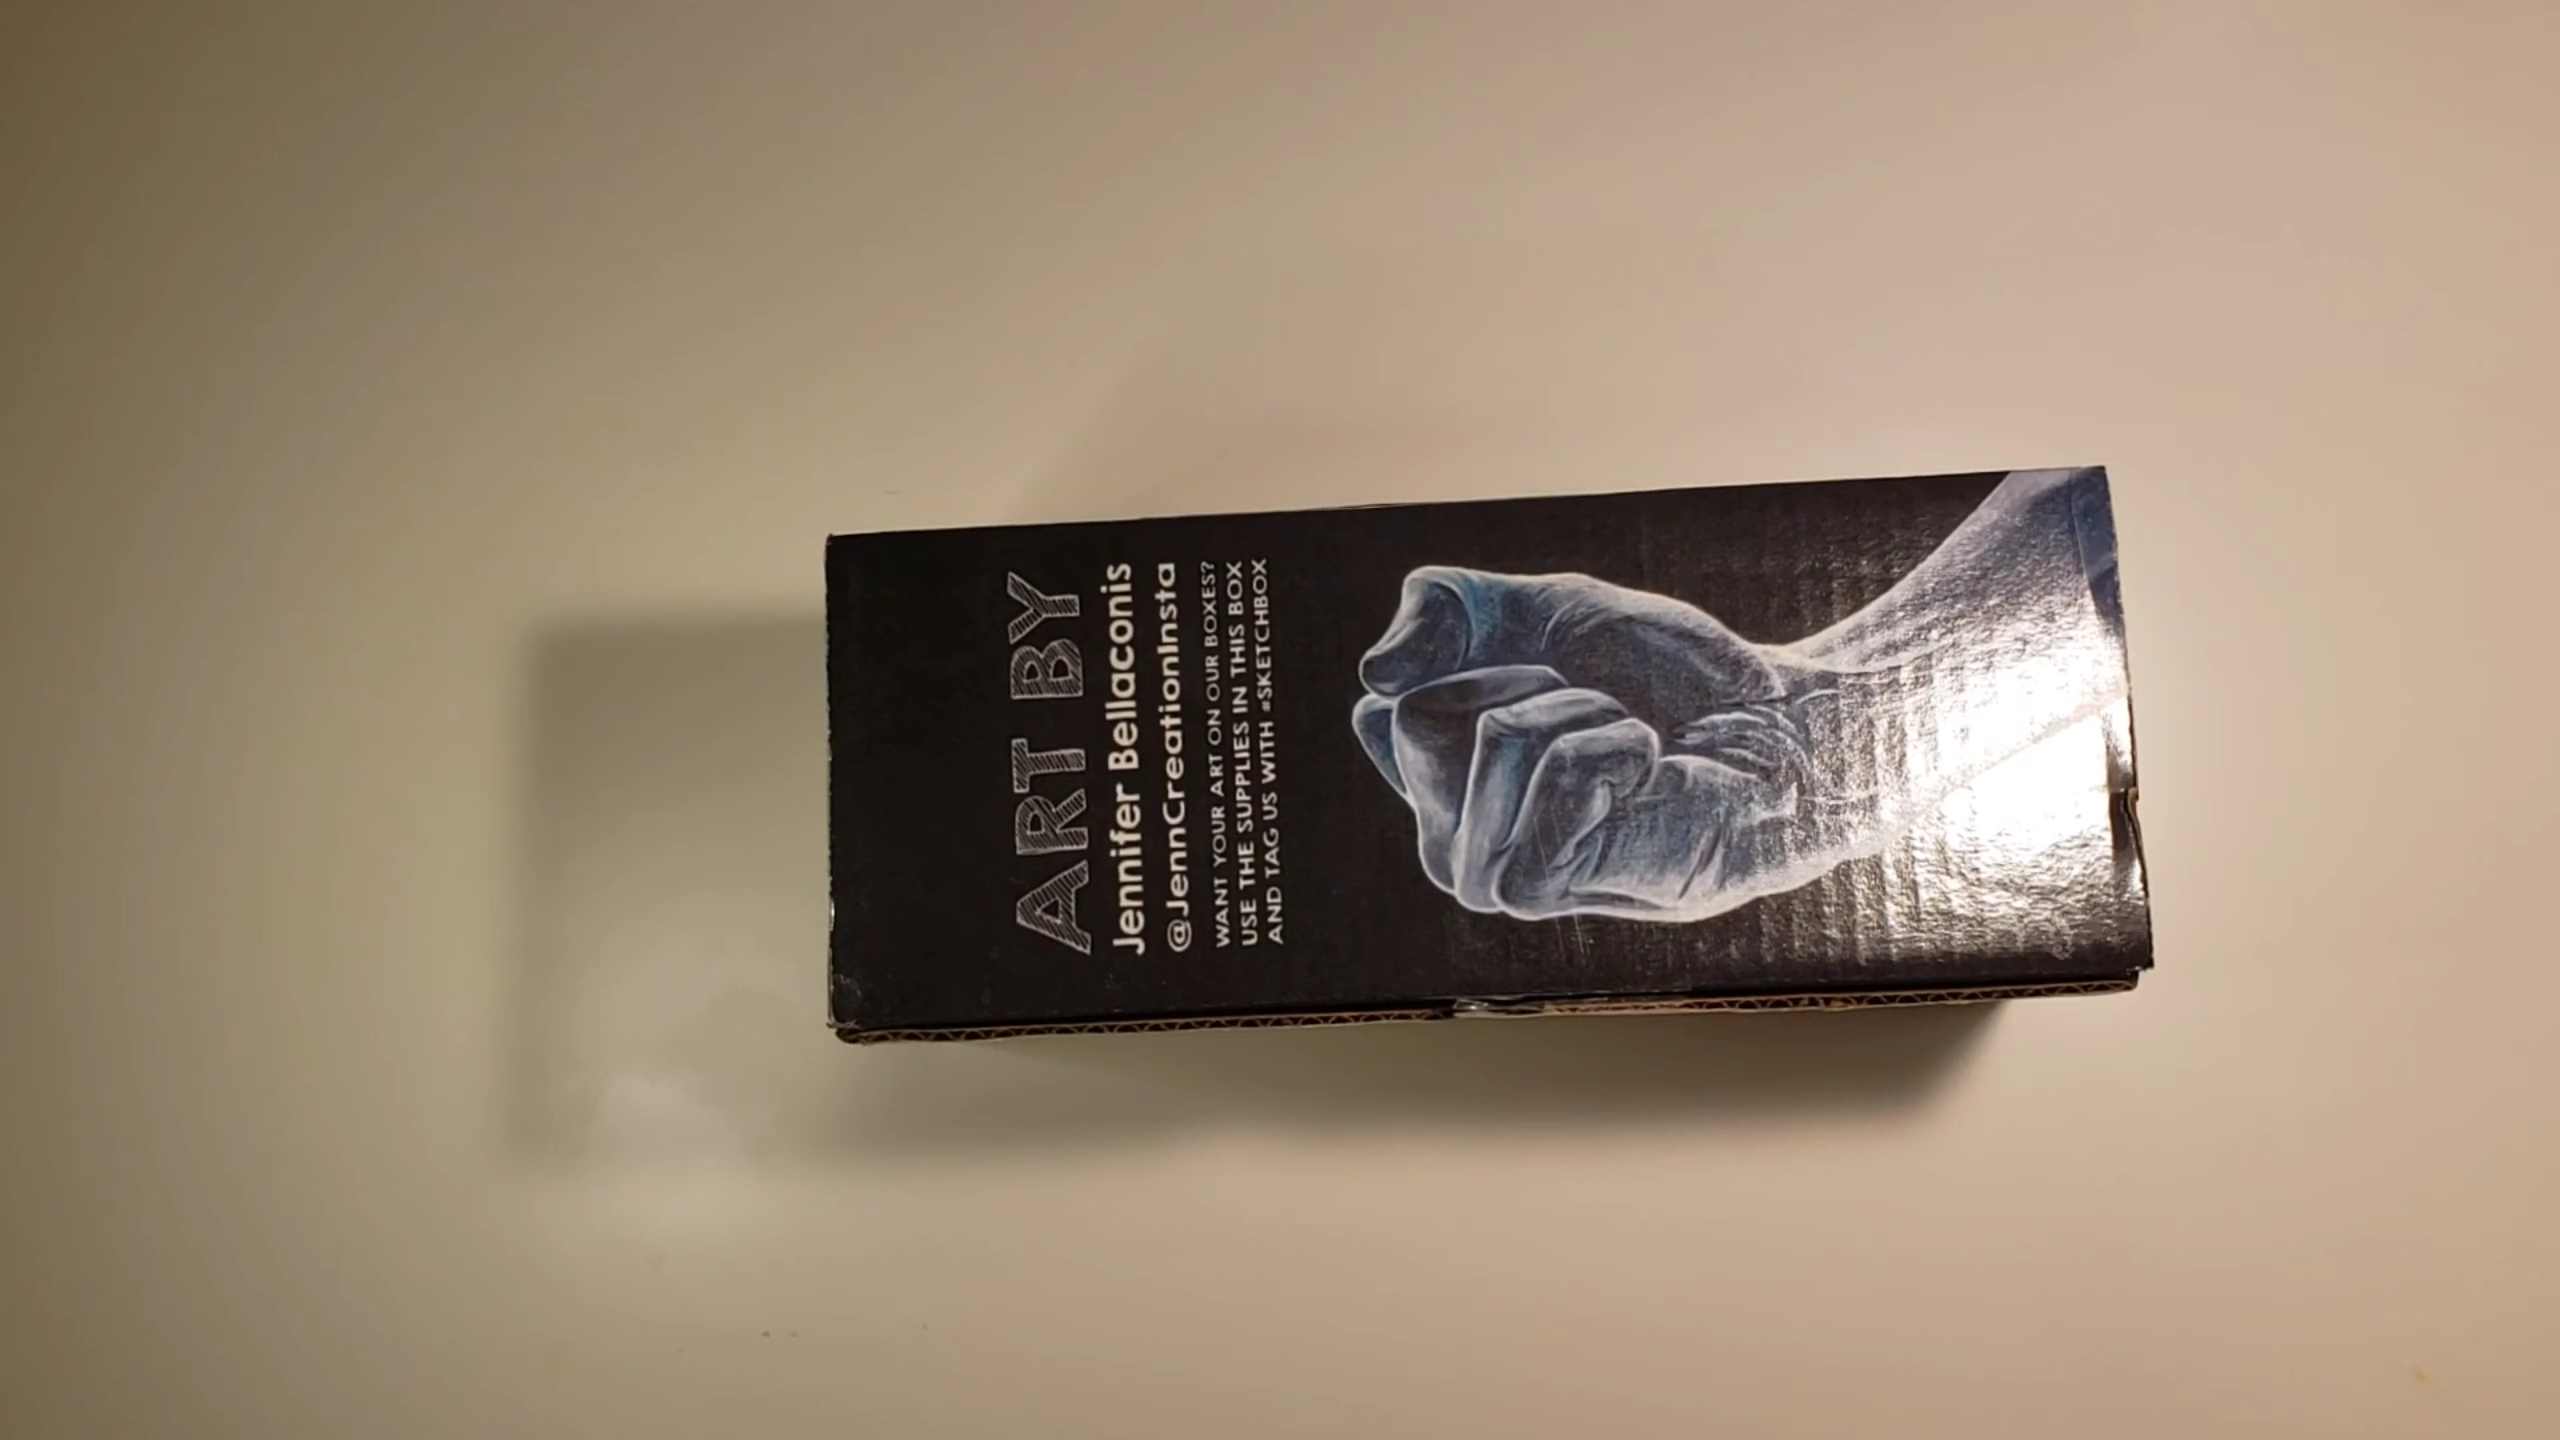 ART BY
Jennifer Bellaconis
@JennCreationInsta
WANT YOUR ART ON OUR BOXES?
USE THE SUPPLIES IN THIS BOX
AND TAG US WITH #SKETCHBOX